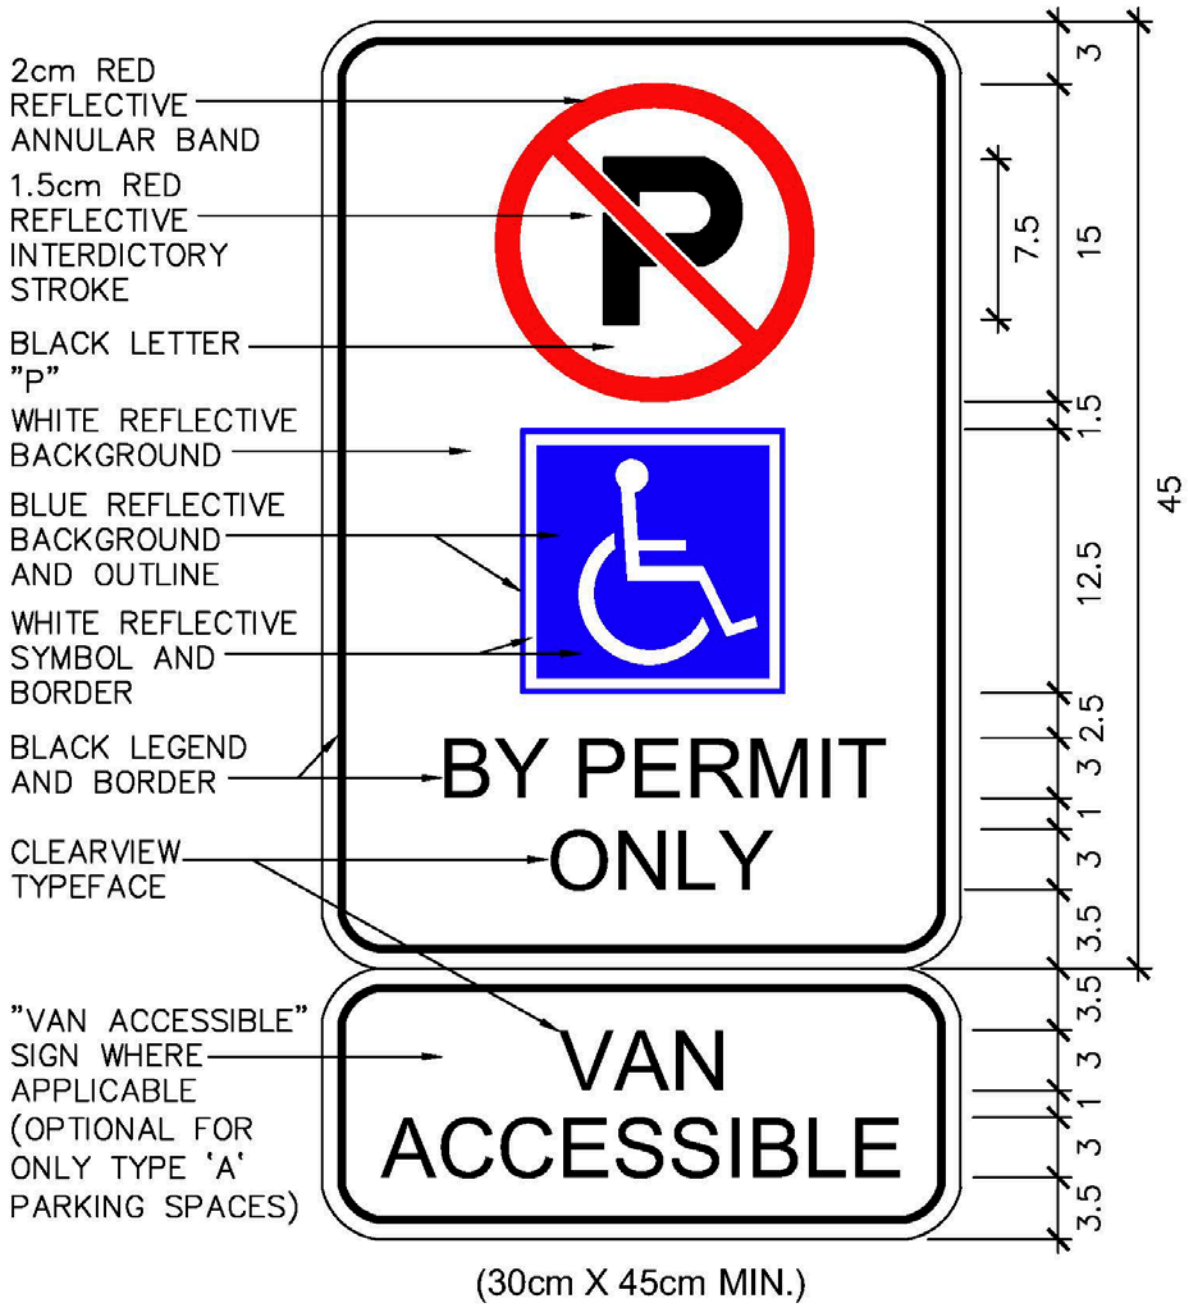 2cm RED
REFLECTIVE
ANNULAR BAND
1.5cm RED
REFLECTIVE
INTERDICTORY
STROKE
BLACK LETTER
"P"
WHITE REFLECTIVE
BACKGROUND
BLUE REFLECTIVE
BACKGROUND
AND OUTLINE
WHITE REFLECTIVE
SYMBOL AND
BORDER
BLACK LEGEND
AND BORDER
CLEARVIEW
TYPEFACE
"VAN ACCESSIBLE"
SIGN WHERE
APPLICABLE
(OPTIONAL FOR
ONLY TYPE 'A'
PARKING SPACES)
P
BY PERMIT
ONLY
VAN
ACCESSIBLE
7.5
3
15
1.5
12.5
2.5
3
1
3
3.5
3.5
3
1
3
3.5
45
(30cm X 45cm MIN.)